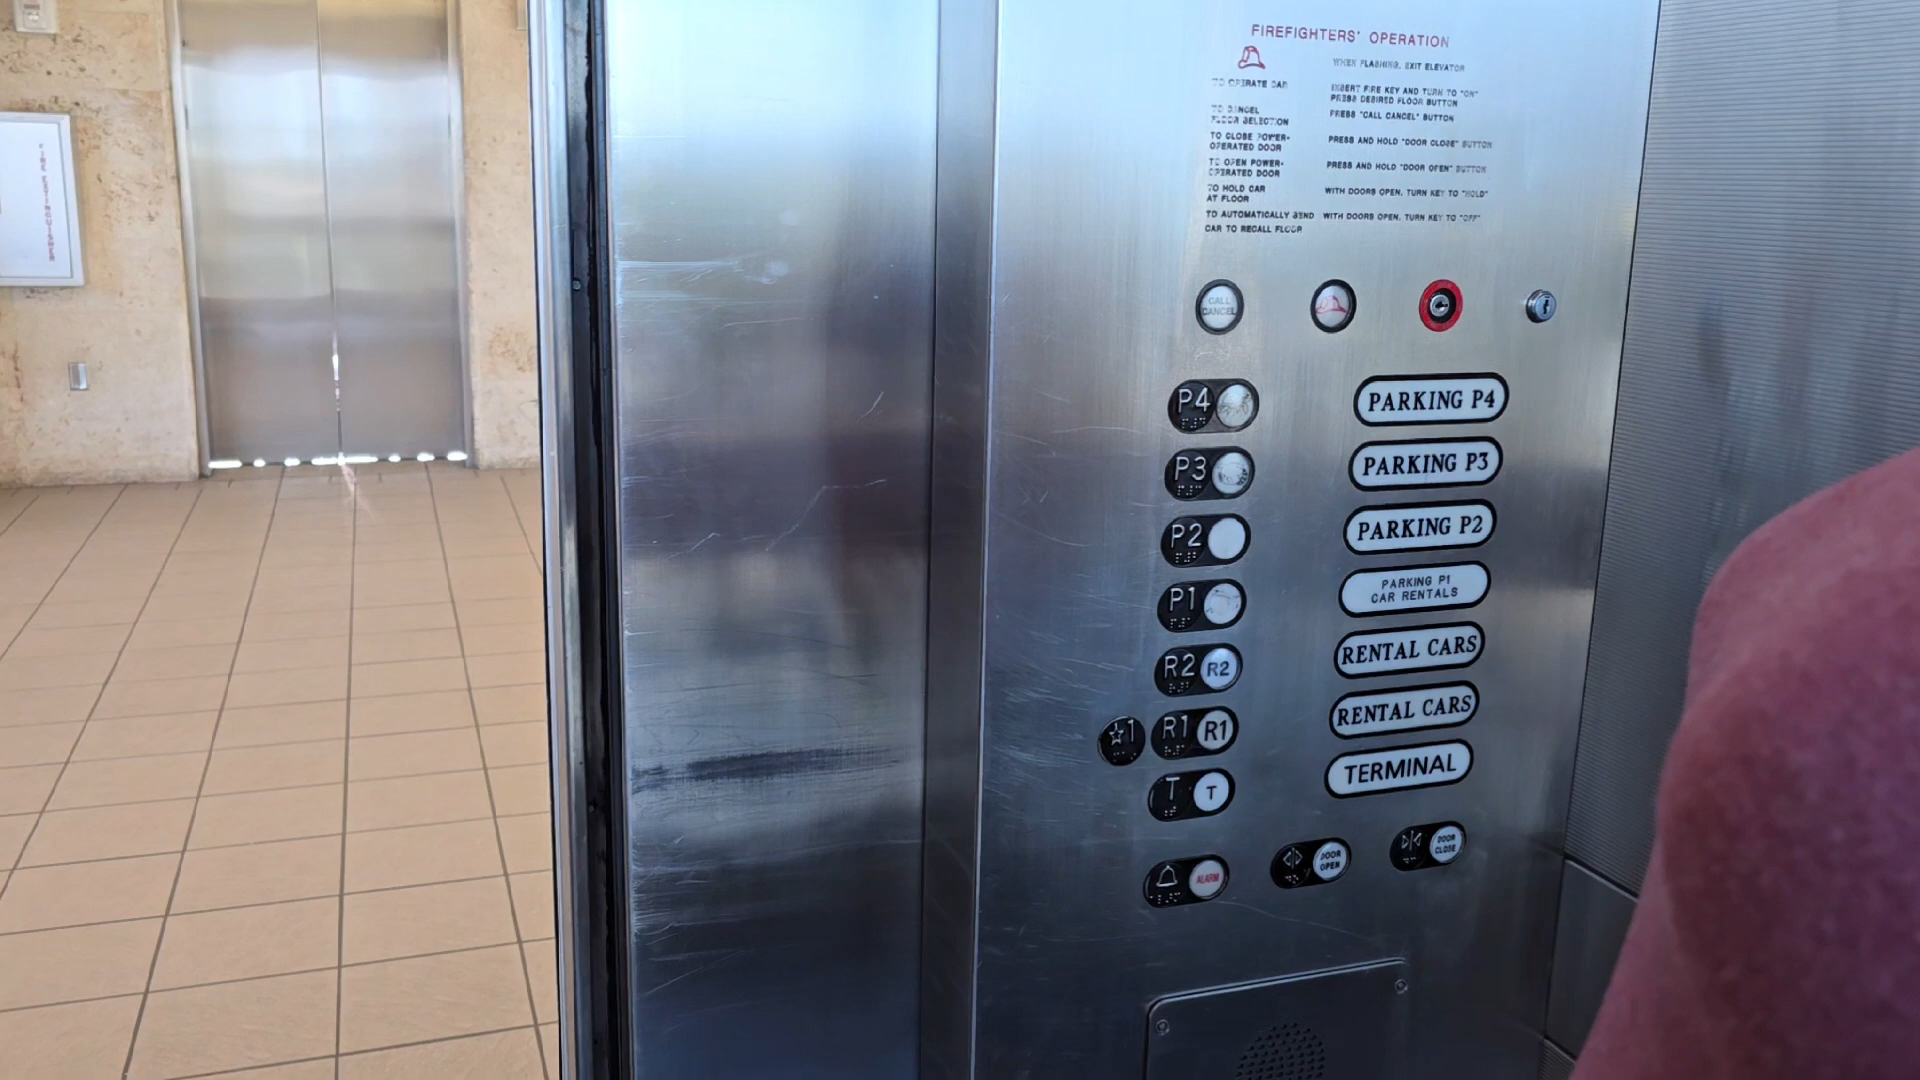 FIRE EXTINGUISHER
FIREFIGHTERS' OPERATION
WHEN FLASHING, EXIT ELEVATOR
TO OPERATE CAR
INSERT FIRE KEY AND TURN TO "ON"
PRESS DESIRED FLOOR BUTTON
TO CANCEL
FLOOR SELECTION
PRESS "CALL CANCEL" BUTTON
TO CLOSE POWER-
OPERATED DOOR
PRESS AND HOLD "DOOR CLOSE" BUTTON
TO OPEN POWER-
OPERATED DOOR
PRESS AND HOLD "DOOR OPEN" BUTTON
TO HOLD CAR
AT FLOOR
WITH DOORS OPEN, TURN KEY TO "HOLD"
TO AUTOMATICALLY SEND
CAR TO RECALL FLOOR
WITH DOORS OPEN, TURN KEY TO "OFF"
CALL
CANCEL
P4
PARKING P4
P3
PARKING P3
P2
PARKING P2
P1
PARKING P1
CAR RENTALS
R2 R2
RENTAL CARS
☆1 R1 R1
RENTAL CARS
T T
TERMINAL
ALARM
DOOR
OPEN
DOOR
CLOSE